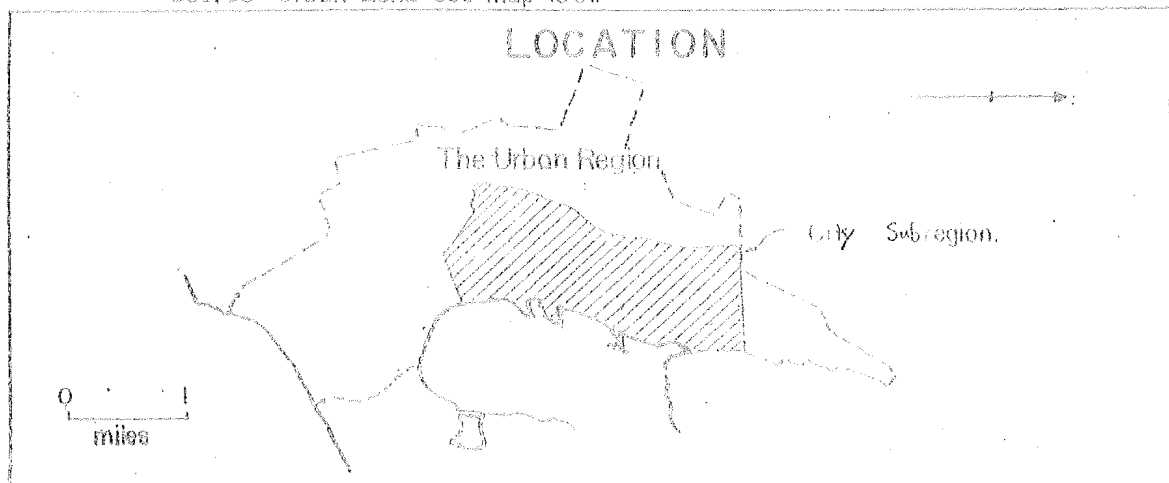 LOCATION
The Urban Region
City Subregion.
0 1
miles